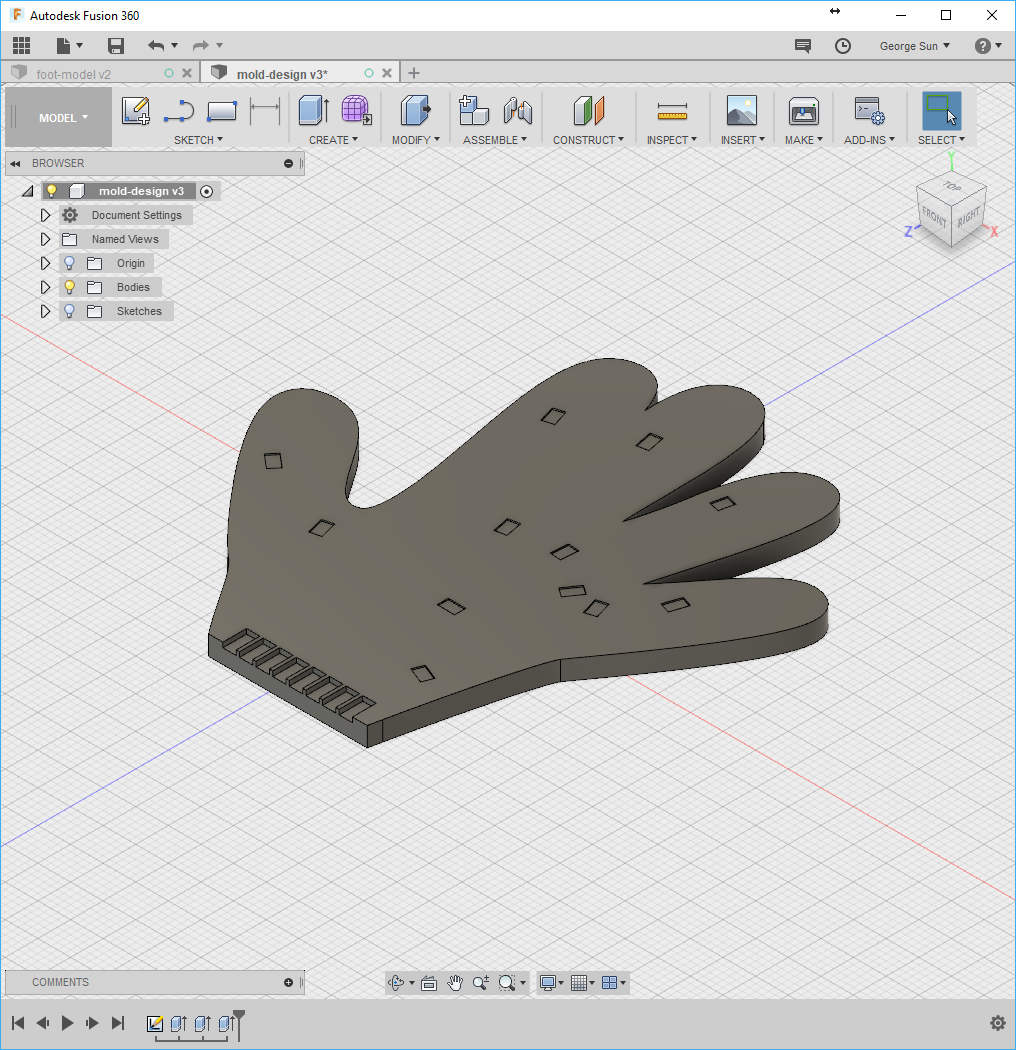 Autodesk Fusion 360
George Sun
foot-model v2
mold-design v3*
MODEL
SKETCH
CREATE
MODIFY
ASSEMBLE
CONSTRUCT
INSPECT
INSERT
MAKE
ADD-INS
SELECT
BROWSER
mold-design v3
Document Settings
Named Views
Origin
Bodies
Sketches
Y
TOP
FRONT
RIGHT
Z
X
COMMENTS